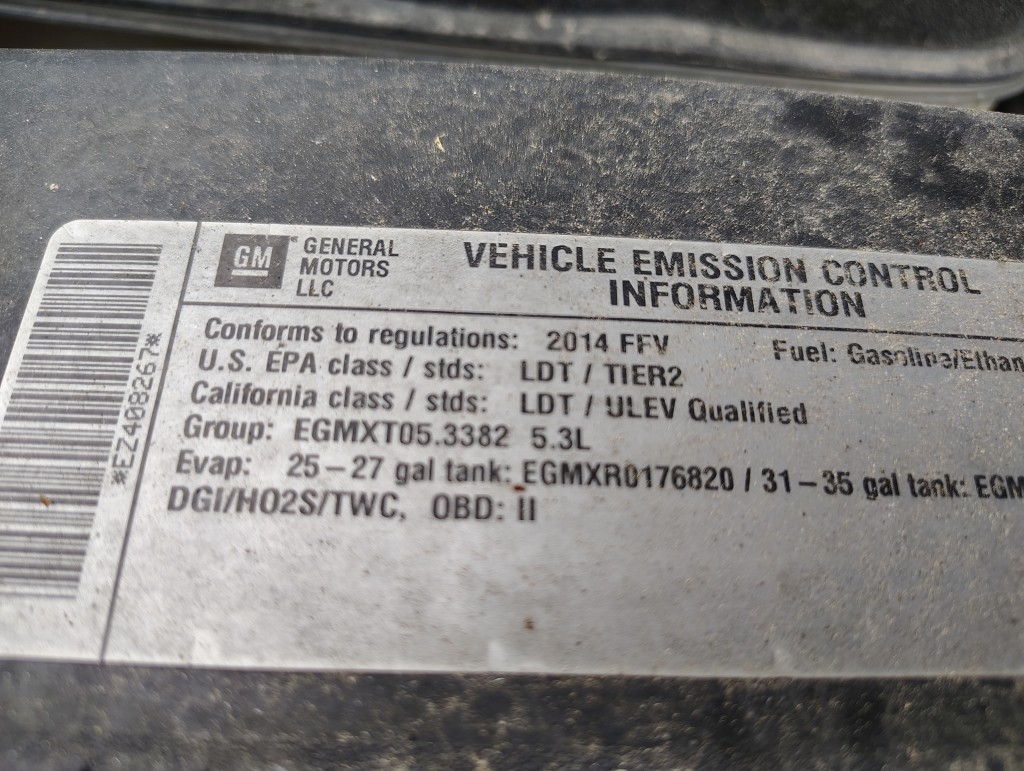 *EZ408267*
GM
GENERAL
MOTORS
LLC
VEHICLE EMISSION CONTROL
INFORMATION
Conforms to regulations: 2014 FFV
Fuel: Gasoline/Ethan
U.S. EPA class / stds: LDT / TIER2
California class / stds: LDT / ULEV Qualified
Group: EGMXT05.3382 5.3L
Evap: 25-27 gal tank: EGMXR0176820 / 31-35 gal tank: EGM
DGI/HO2S/TWC, OBD: II